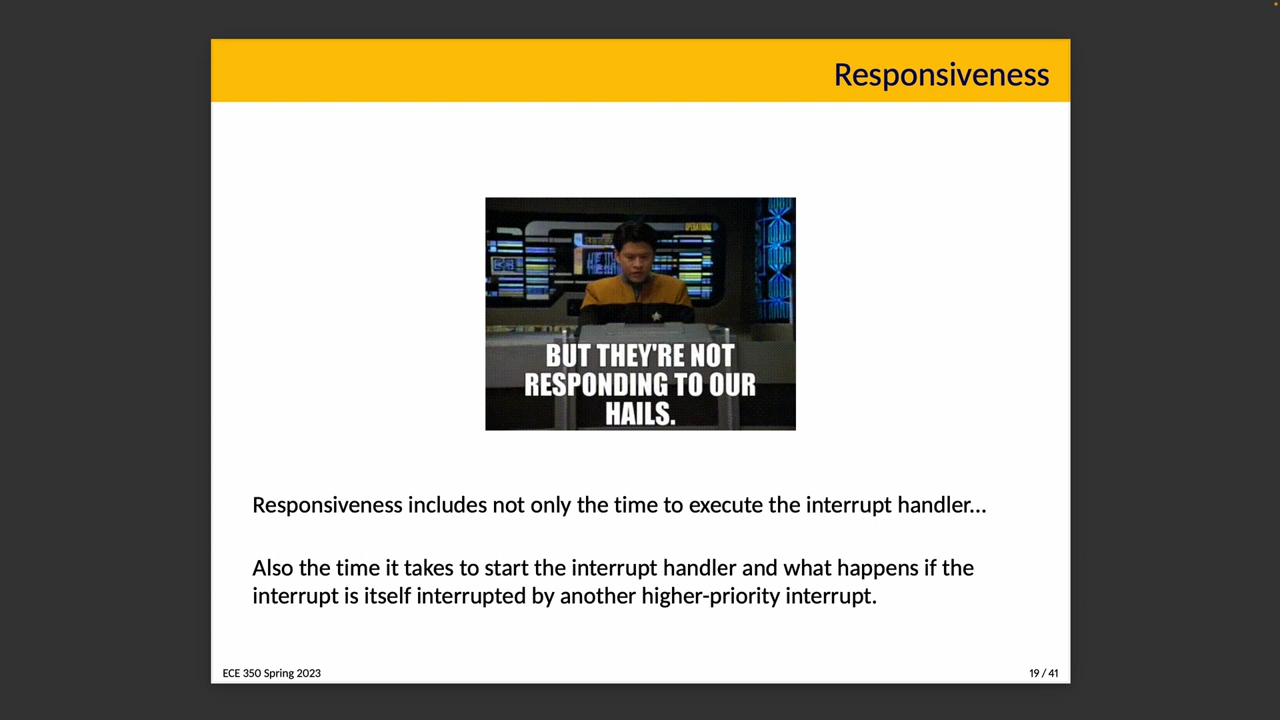 Responsiveness
OPERATIONS
BUT THEY'RE NOT
RESPONDING TO OUR
HAILS.
Responsiveness includes not only the time to execute the interrupt handler...
Also the time it takes to start the interrupt handler and what happens if the
interrupt is itself interrupted by another higher-priority interrupt.
ECE 350 Spring 2023
19 / 41